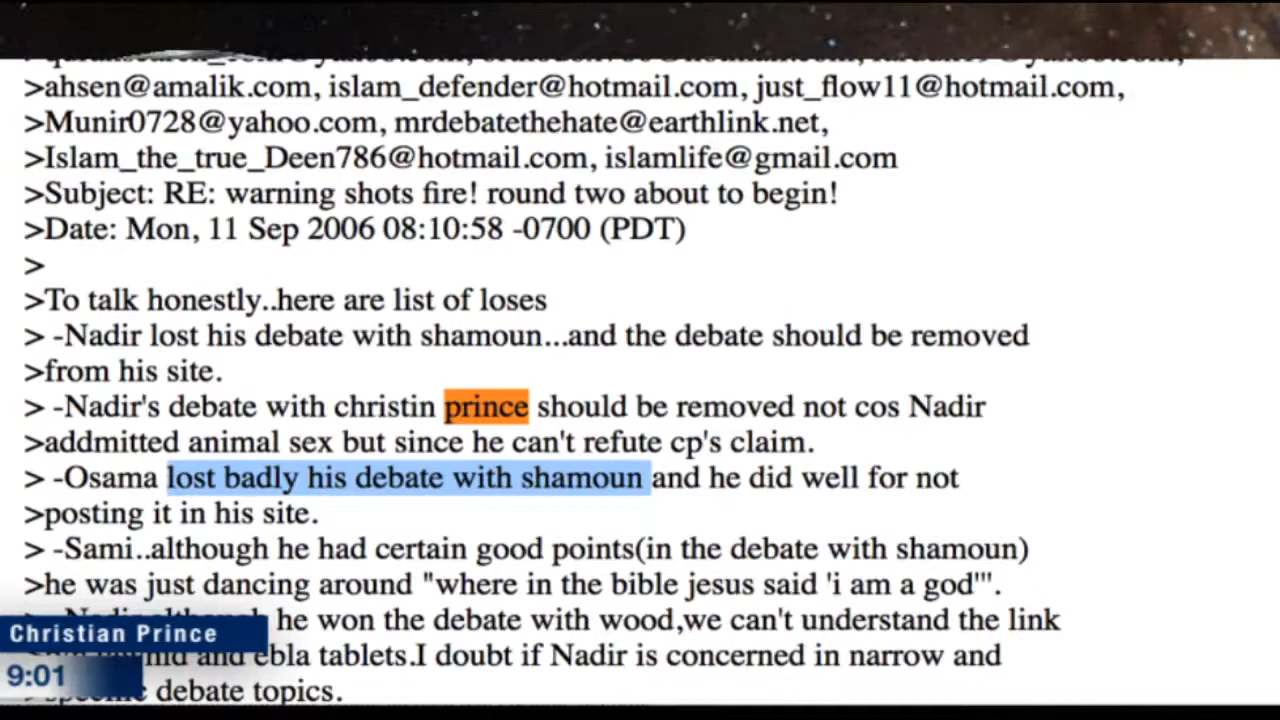 >ahsen@amalik.com, islam_defender@hotmail.com, just_flow11@hotmail.com,
>Munir0728@yahoo.com, mrdebatethehate@earthlink.net,
>Islam_the_true_Deen786@hotmail.com, islamlife@gmail.com
>Subject: RE: warning shots fire! round two about to begin!
>Date: Mon, 11 Sep 2006 08:10:58 -0700 (PDT)
>
>To talk honestly..here are list of loses
> -Nadir lost his debate with shamoun...and the debate should be removed
>from his site.
> -Nadir's debate with christin prince should be removed not cos Nadir
>addmitted animal sex but since he can't refute cp's claim.
> -Osama lost badly his debate with shamoun and he did well for not
>posting it in his site.
> -Sami..although he had certain good points(in the debate with shamoun)
>he was just dancing around "where in the bible jesus said 'i am a god'".
he won the debate with wood,we can't understand the link
and ebla tablets.I doubt if Nadir is concerned in narrow and
debate topics.
Christian Prince
9:01